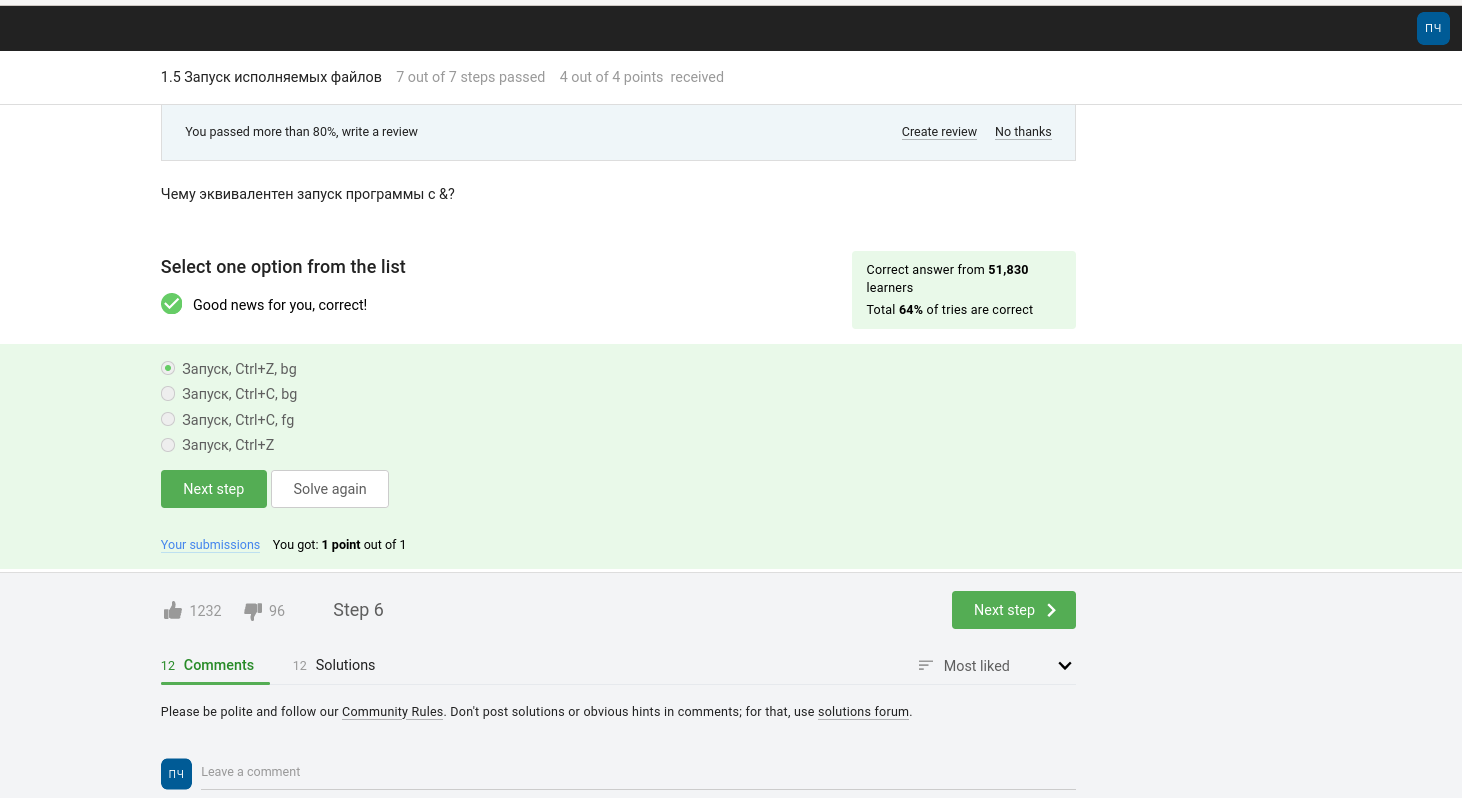 ПЧ
1.5 Запуск исполняемых файлов 7 out of 7 steps passed 4 out of 4 points received
You passed more than 80%, write a review Create review No thanks
Чему эквивалентен запуск программы с &?
Select one option from the list
Good news for you, correct!
Correct answer from 51,830
learners
Total 64% of tries are correct
Запуск, Ctrl+Z, bg
Запуск, Ctrl+C, bg
Запуск, Ctrl+C, fg
Запуск, Ctrl+Z
Next step Solve again
Your submissions You got: 1 point out of 1
1232 96 Step 6 Next step
12 Comments 12 Solutions Most liked
Please be polite and follow our Community Rules. Don't post solutions or obvious hints in comments; for that, use solutions forum.
ПЧ Leave a comment